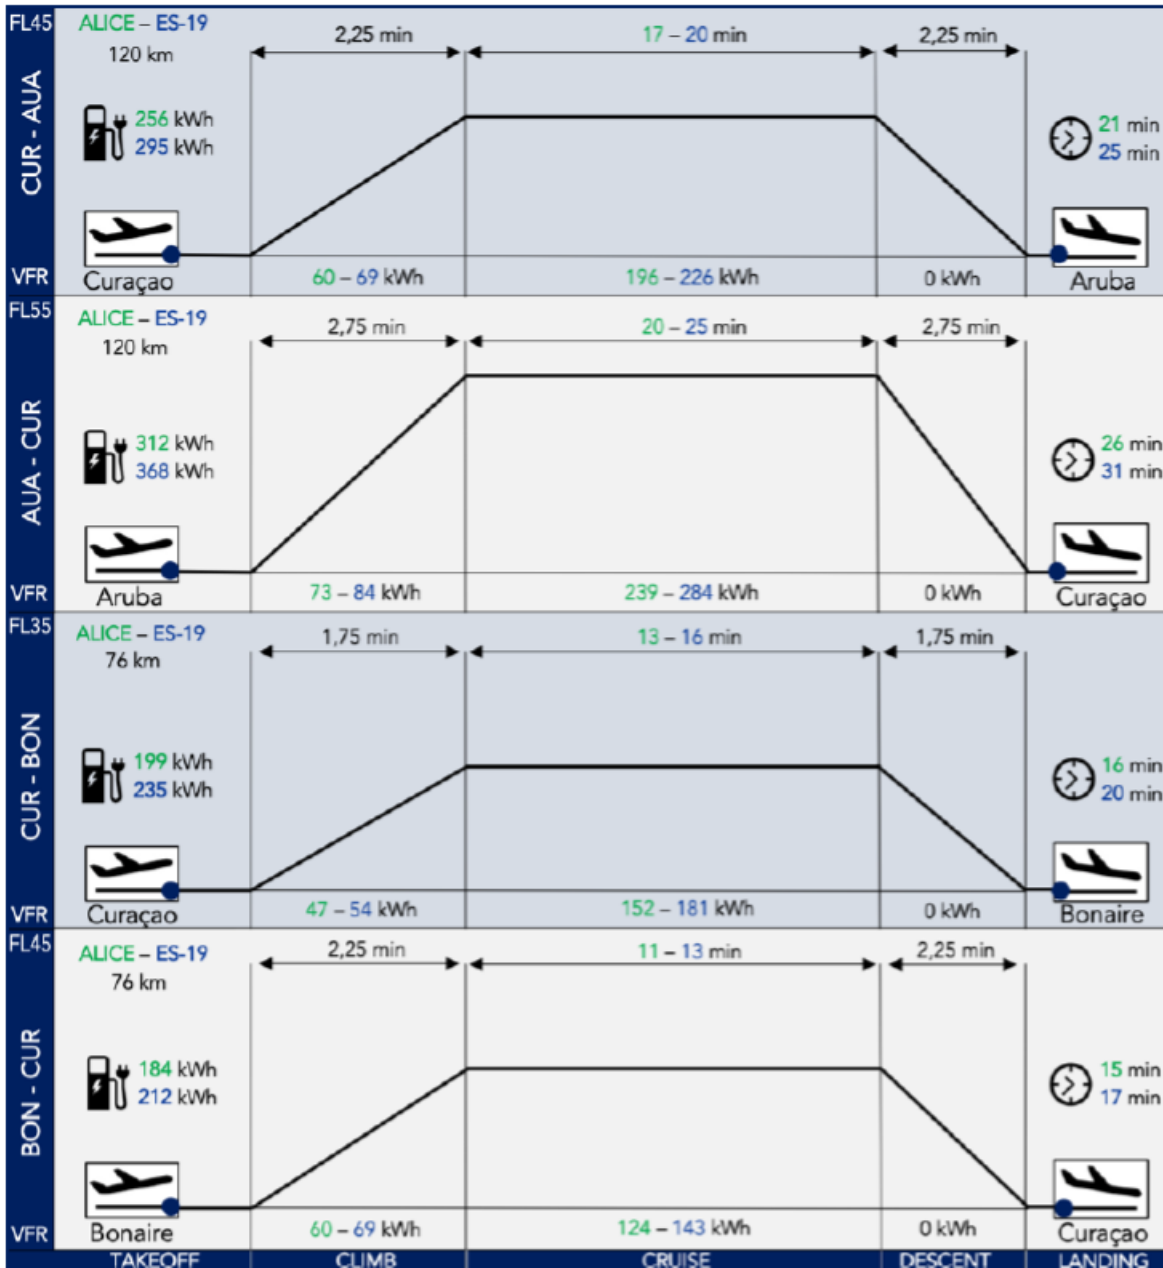 FL45
ALICE – ES-19
120 km
2,25 min
17 – 20 min
2,25 min
CUR - AUA
256 kWh
295 kWh
21 min
25 min
VFR
Curaçao
60 – 69 kWh
196 – 226 kWh
0 kWh
Aruba
FL55
ALICE – ES-19
120 km
2,75 min
20 – 25 min
2,75 min
AUA - CUR
312 kWh
368 kWh
26 min
31 min
VFR
Aruba
73 – 84 kWh
239 – 284 kWh
0 kWh
Curaçao
FL35
ALICE – ES-19
76 km
1,75 min
13 – 16 min
1,75 min
CUR - BON
199 kWh
235 kWh
16 min
20 min
VFR
Curaçao
47 – 54 kWh
152 – 181 kWh
0 kWh
Bonaire
FL45
ALICE – ES-19
76 km
2,25 min
11 – 13 min
2,25 min
BON - CUR
184 kWh
212 kWh
15 min
17 min
VFR
Bonaire
60 – 69 kWh
124 – 143 kWh
0 kWh
Curaçao
TAKEOFF
CLIMB
CRUISE
DESCENT
LANDING